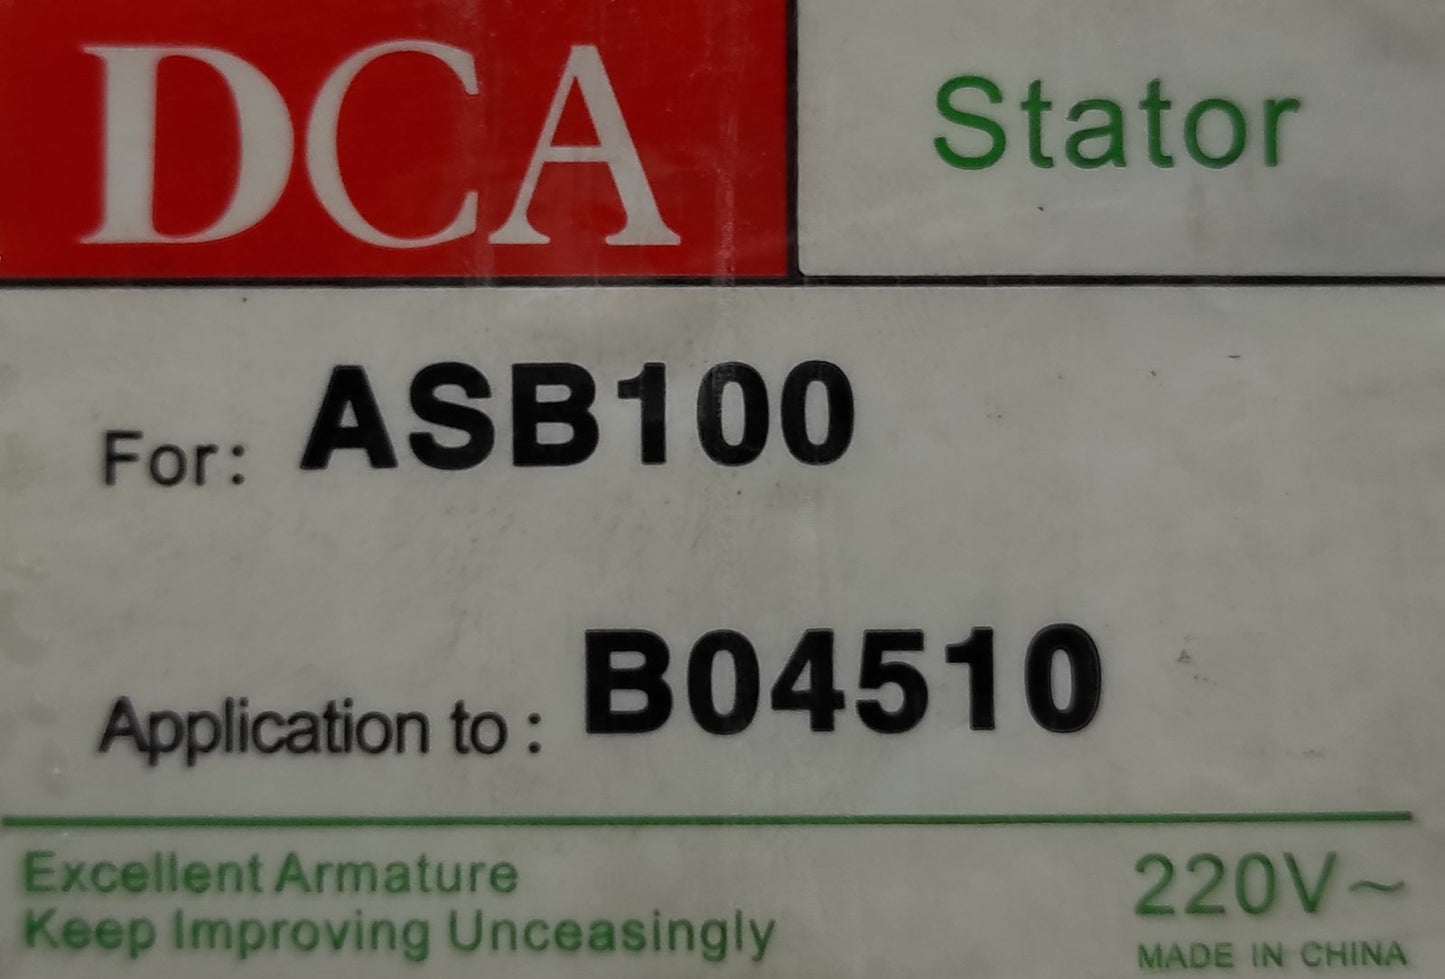 DCA
Stator
For: ASB100
Application to: B04510
Excellent Armature
Keep Improving Unceasingly
220V~
MADE IN CHINA